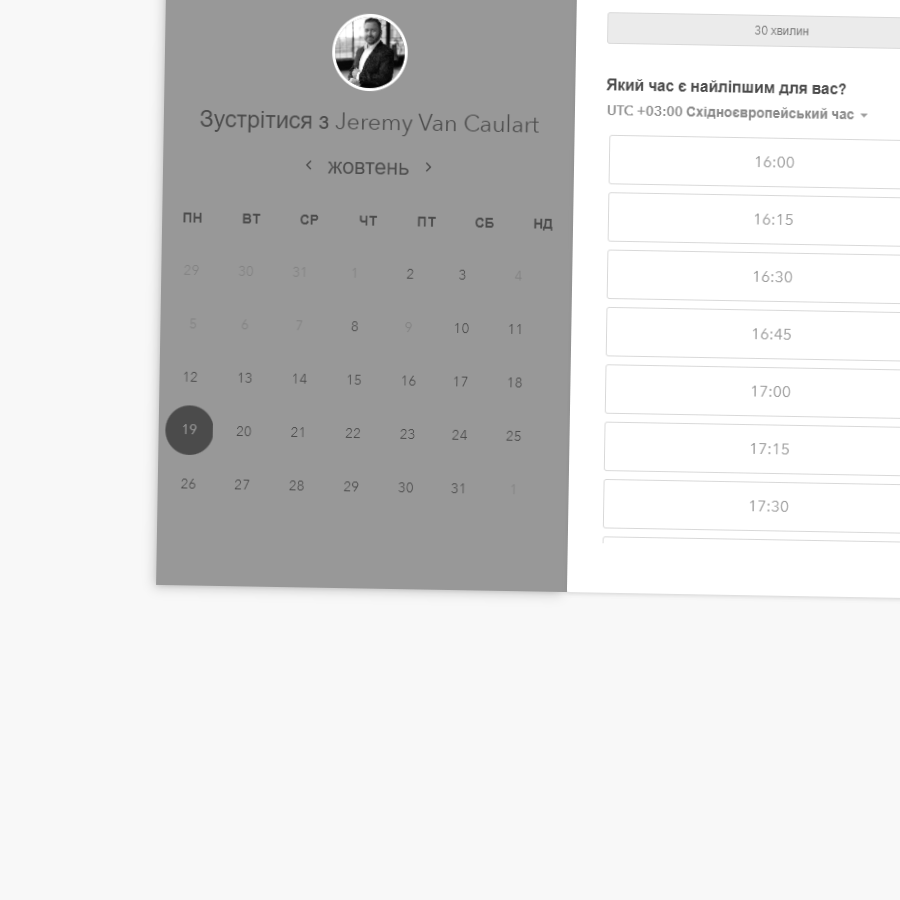 Зустрітися з Jeremy Van Caulart
жовтень
ПН ВТ СР ЧТ ПТ СБ НД
29 30 31 1 2 3 4
5 6 7 8 9 10 11
12 13 14 15 16 17 18
19 20 21 22 23 24 25
26 27 28 29 30 31 1
30 хвилин
Який час є найліпшим для вас?
UTC +03:00 Східноєвропейський час
16:00
16:15
16:30
16:45
17:00
17:15
17:30